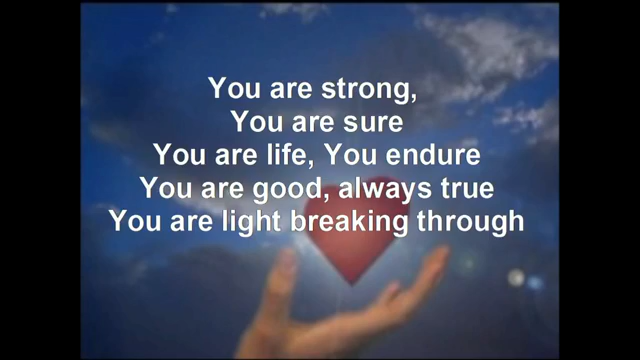 You are strong,
You are sure
You are life, You endure
You are good, always true
You are light breaking through